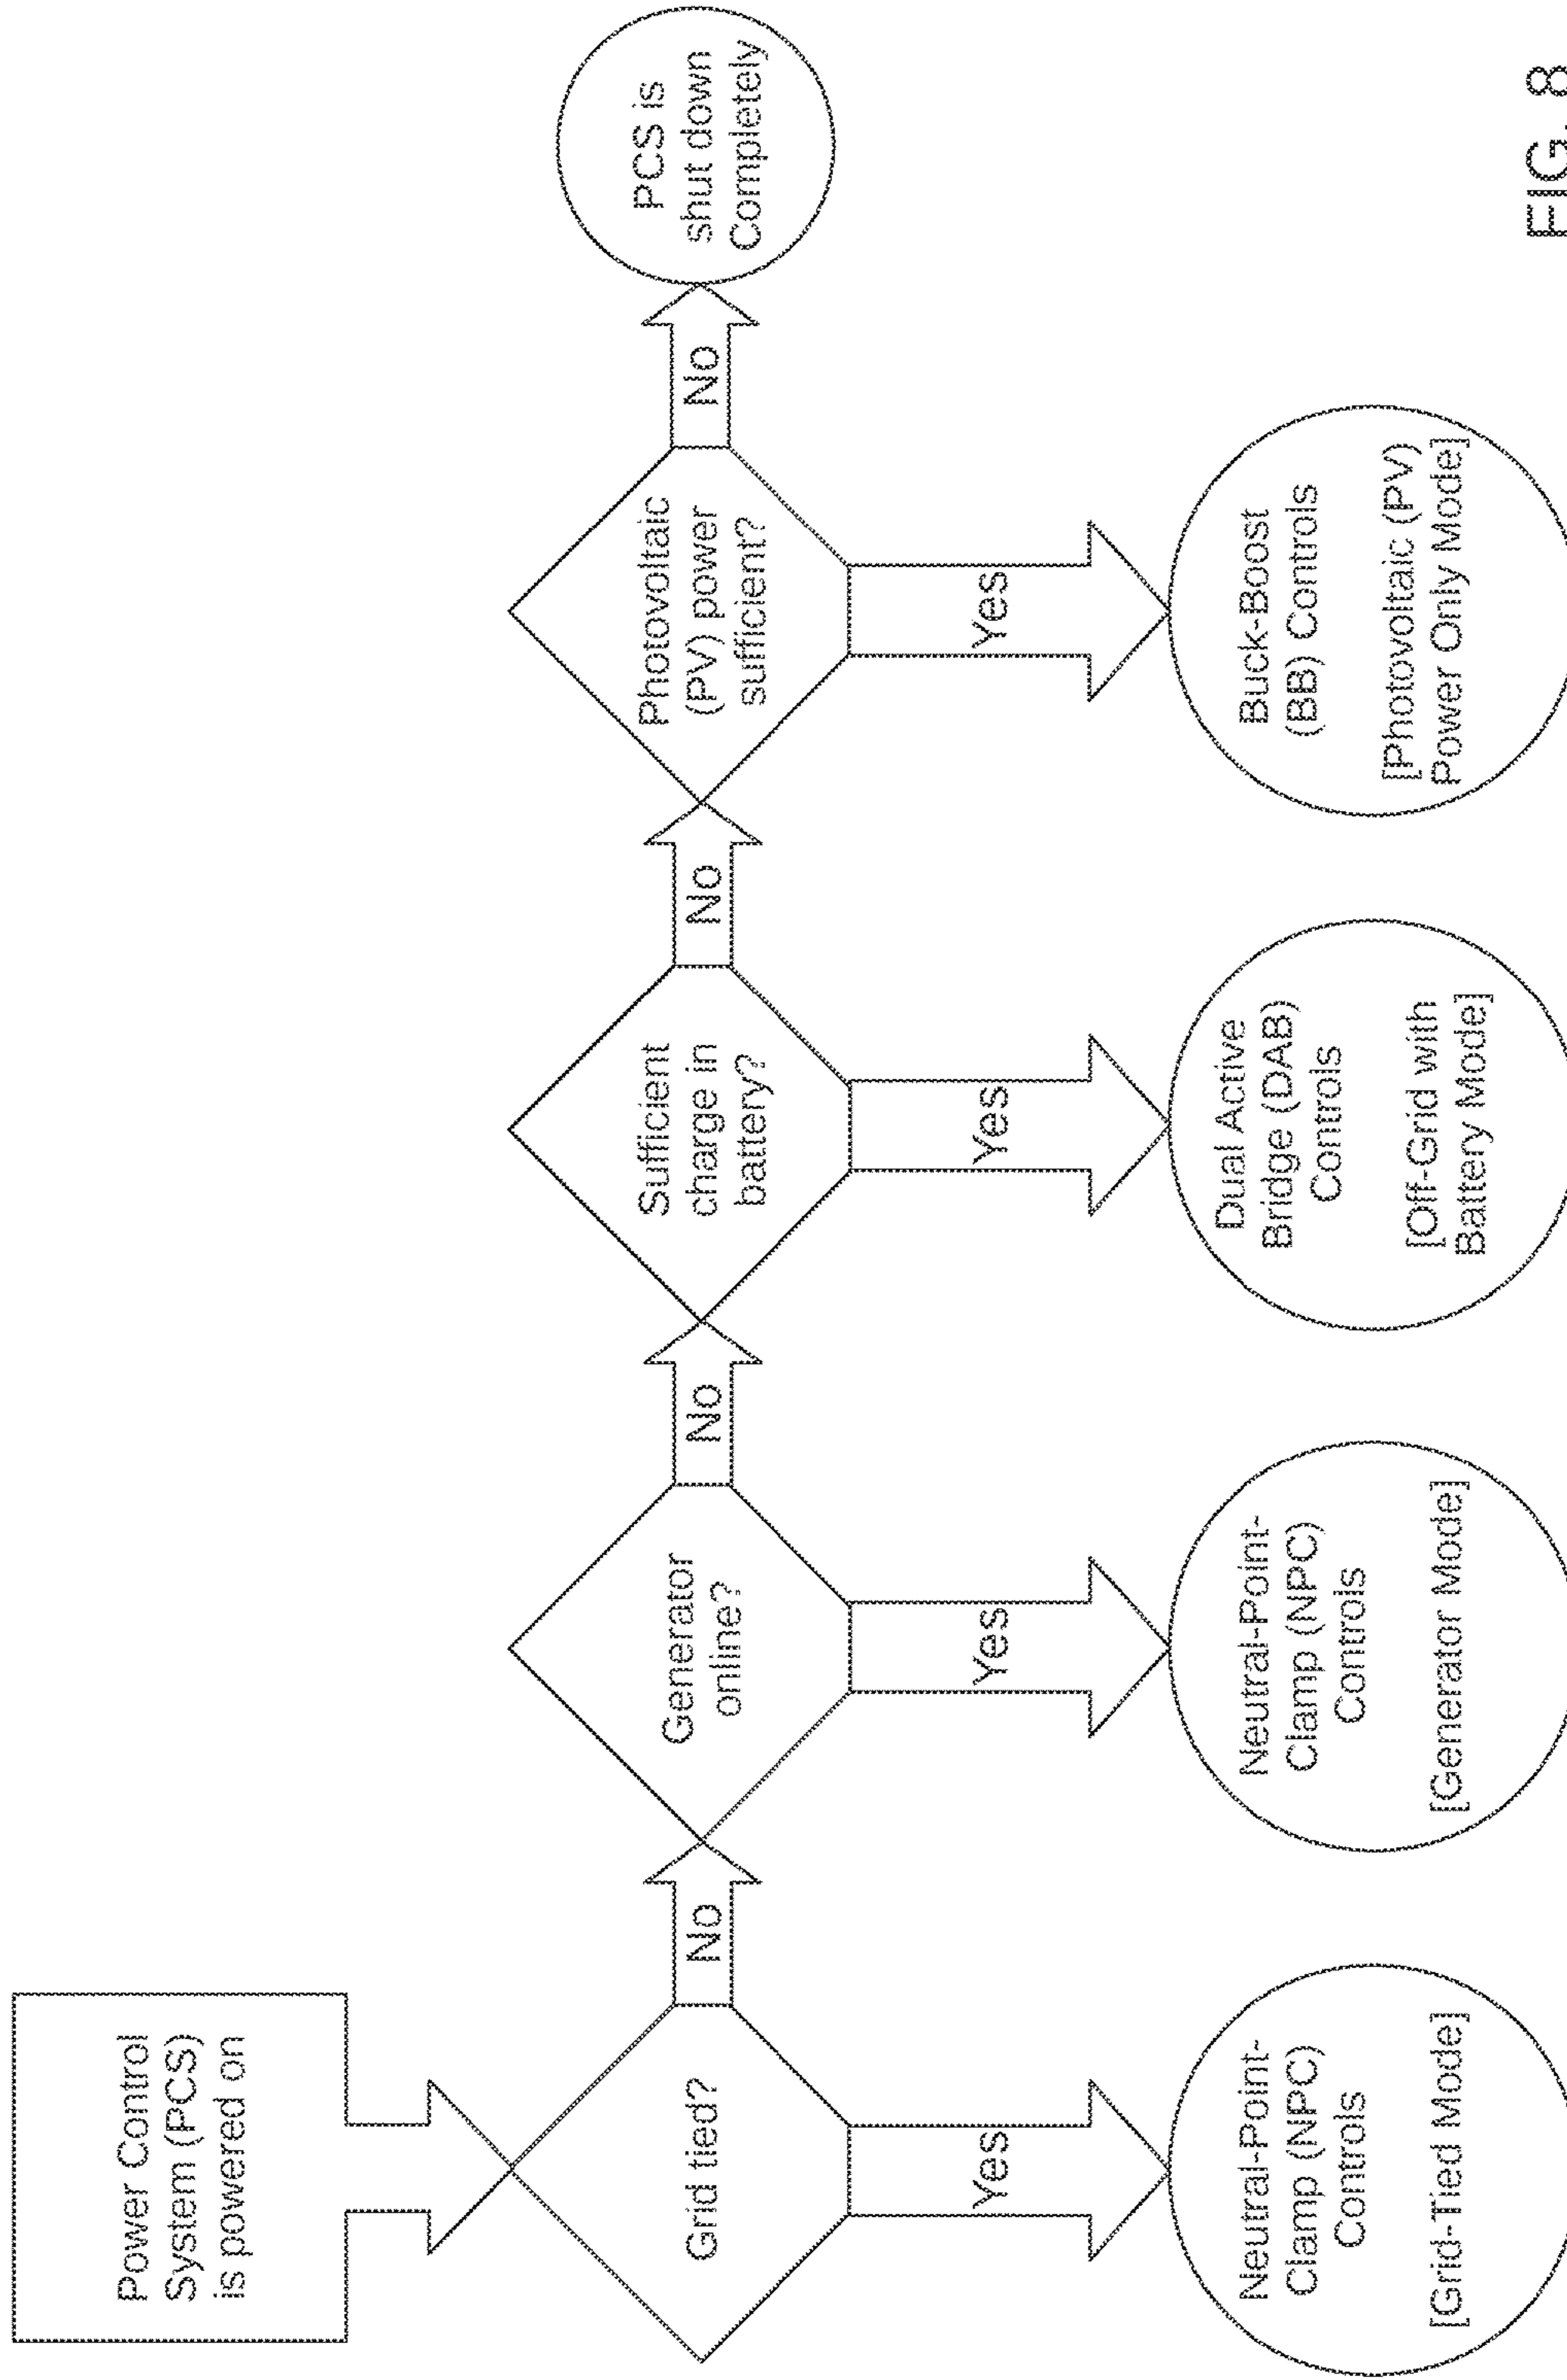 Power Control
System (PCS)
is powered on
Grid tied?
No
Generator
online?
No
Sufficient
charge in
battery?
No
Photovoltaic
(PV) power
sufficient?
No
PCS is
shut down
Completely
Yes
Yes
Yes
Yes
Neutral-Point-
Clamp (NPC)
Controls
[Grid-Tied Mode]
Neutral-Point-
Clamp (NPC)
Controls
[Generator Mode]
Dual Active
Bridge (DAB)
Controls
[Off-Grid with
Battery Mode]
Buck-Boost
(BB) Controls
[Photovoltaic (PV)
Power Only Mode]
FIG. 8